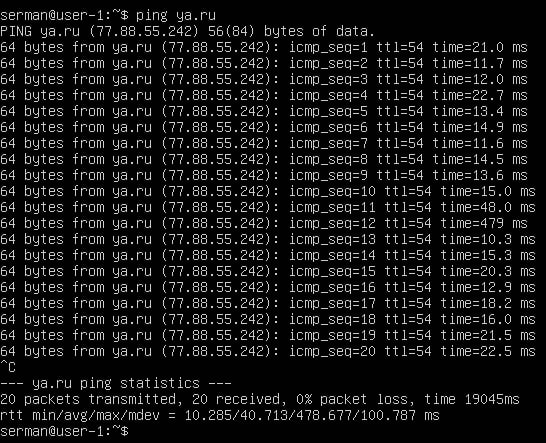 serman@user-1:~$ ping ya.ru
PING ya.ru (77.88.55.242) 56(84) bytes of data.
64 bytes from ya.ru (77.88.55.242): icmp_seq=1 ttl=54 time=21.0 ms
64 bytes from ya.ru (77.88.55.242): icmp_seq=2 ttl=54 time=11.7 ms
64 bytes from ya.ru (77.88.55.242): icmp_seq=3 ttl=54 time=12.0 ms
64 bytes from ya.ru (77.88.55.242): icmp_seq=4 ttl=54 time=22.7 ms
64 bytes from ya.ru (77.88.55.242): icmp_seq=5 ttl=54 time=13.4 ms
64 bytes from ya.ru (77.88.55.242): icmp_seq=6 ttl=54 time=14.9 ms
64 bytes from ya.ru (77.88.55.242): icmp_seq=7 ttl=54 time=11.6 ms
64 bytes from ya.ru (77.88.55.242): icmp_seq=8 ttl=54 time=14.5 ms
64 bytes from ya.ru (77.88.55.242): icmp_seq=9 ttl=54 time=13.6 ms
64 bytes from ya.ru (77.88.55.242): icmp_seq=10 ttl=54 time=15.0 ms
64 bytes from ya.ru (77.88.55.242): icmp_seq=11 ttl=54 time=48.0 ms
64 bytes from ya.ru (77.88.55.242): icmp_seq=12 ttl=54 time=479 ms
64 bytes from ya.ru (77.88.55.242): icmp_seq=13 ttl=54 time=10.3 ms
64 bytes from ya.ru (77.88.55.242): icmp_seq=14 ttl=54 time=15.3 ms
64 bytes from ya.ru (77.88.55.242): icmp_seq=15 ttl=54 time=20.3 ms
64 bytes from ya.ru (77.88.55.242): icmp_seq=16 ttl=54 time=12.9 ms
64 bytes from ya.ru (77.88.55.242): icmp_seq=17 ttl=54 time=18.2 ms
64 bytes from ya.ru (77.88.55.242): icmp_seq=18 ttl=54 time=16.0 ms
64 bytes from ya.ru (77.88.55.242): icmp_seq=19 ttl=54 time=21.5 ms
64 bytes from ya.ru (77.88.55.242): icmp_seq=20 ttl=54 time=22.5 ms
^C
--- ya.ru ping statistics ---
20 packets transmitted, 20 received, 0% packet loss, time 19045ms
rtt min/avg/max/mdev = 10.285/40.713/478.677/100.787 ms
serman@user-1:~$